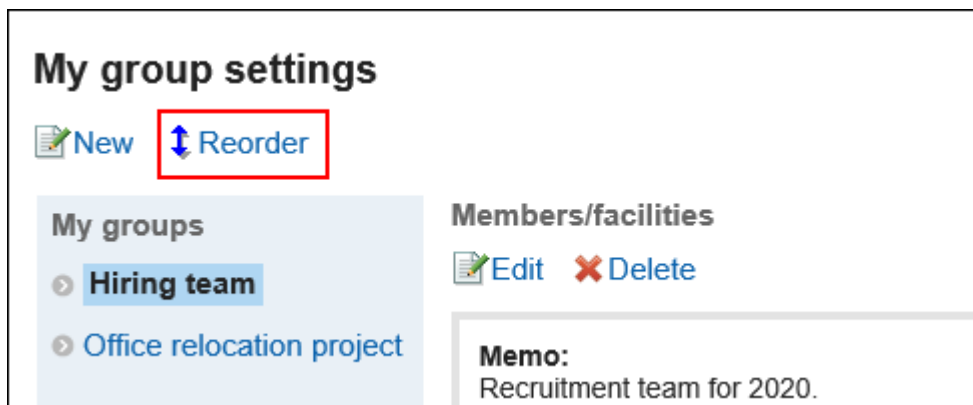 My group settings
New Reorder
My groups
Hiring team
Office relocation project
Members/facilities
Edit Delete
Memo:
Recruitment team for 2020.